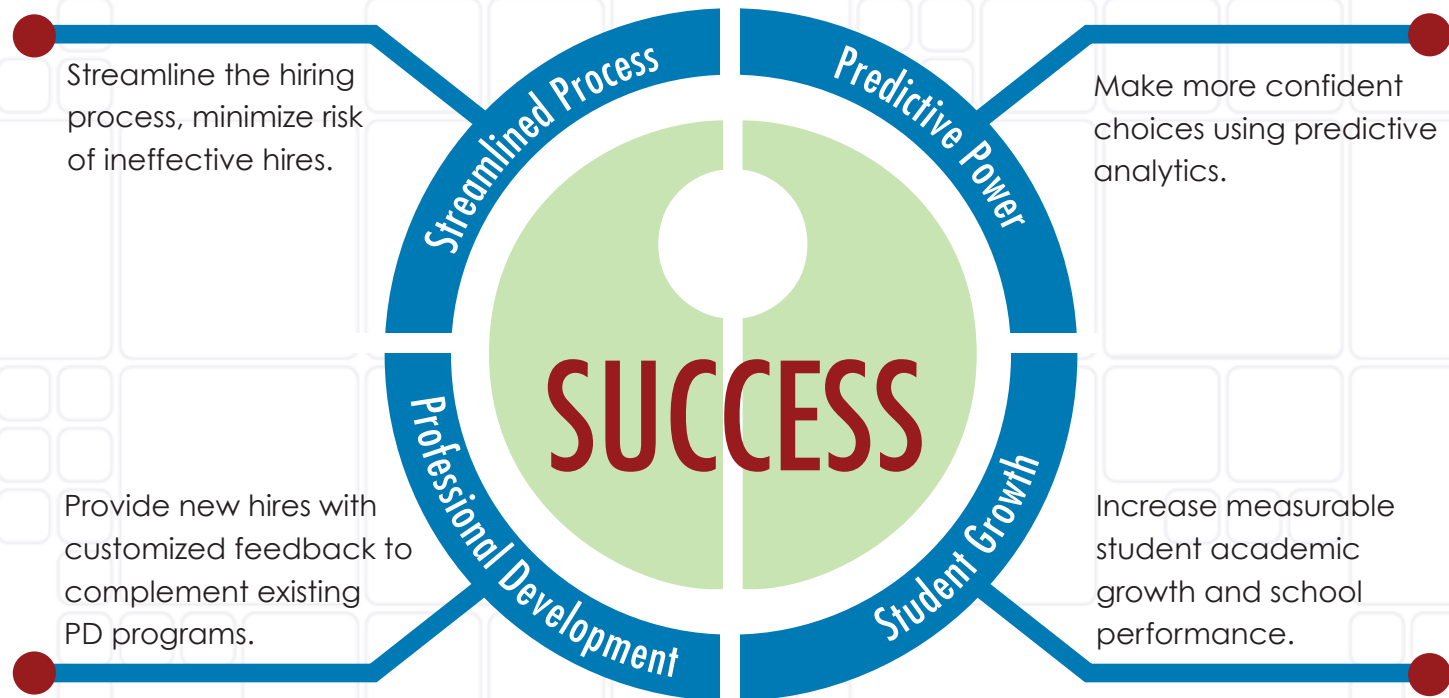 Streamlined Process
Streamline the hiring
process, minimize risk
of ineffective hires.
Predictive Power
Make more confident
choices using predictive
analytics.
SUCCESS
Professional Development
Provide new hires with
customized feedback to
complement existing
PD programs.
Student Growth
Increase measurable
student academic
growth and school
performance.